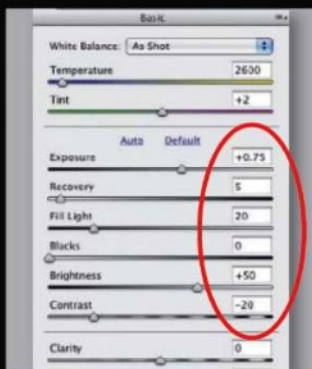 Basic
White Balance: As Shot
Temperature 2600
Tint +2
Auto Default
Exposure +0.75
Recovery 5
Fill Light 20
Blacks 0
Brightness +50
Contrast -20
Clarity 0